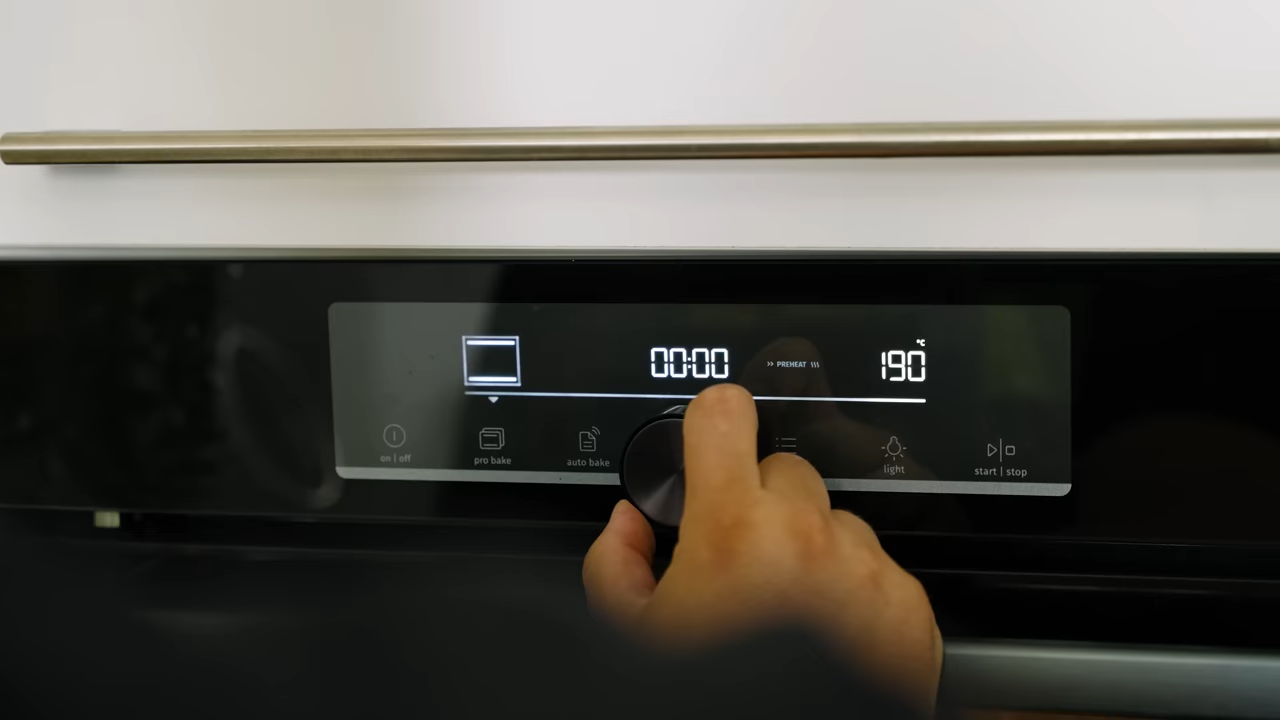 00:00
PREHEAT
190
°C
on | off
pro bake
auto bake
light
start | stop